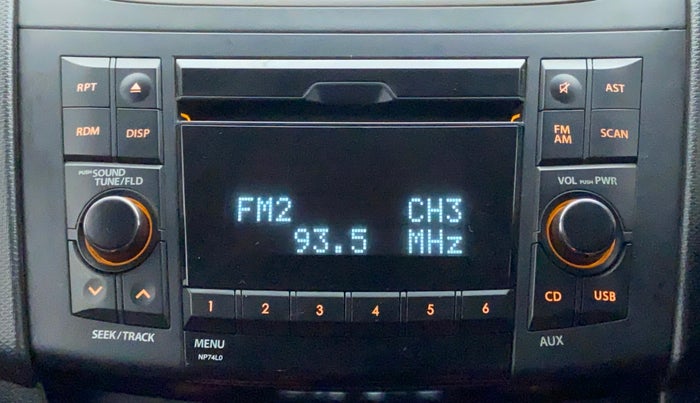 RPT
AST
RDM DISP
FM AM
SCAN
PUSH SOUND
TUNE/FLD
VOL PUSH PWR
FM2 CH3
93.5 MHz
CD USB
1 2 3 4 5 6
SEEK/TRACK
MENU
NP74L0
AUX